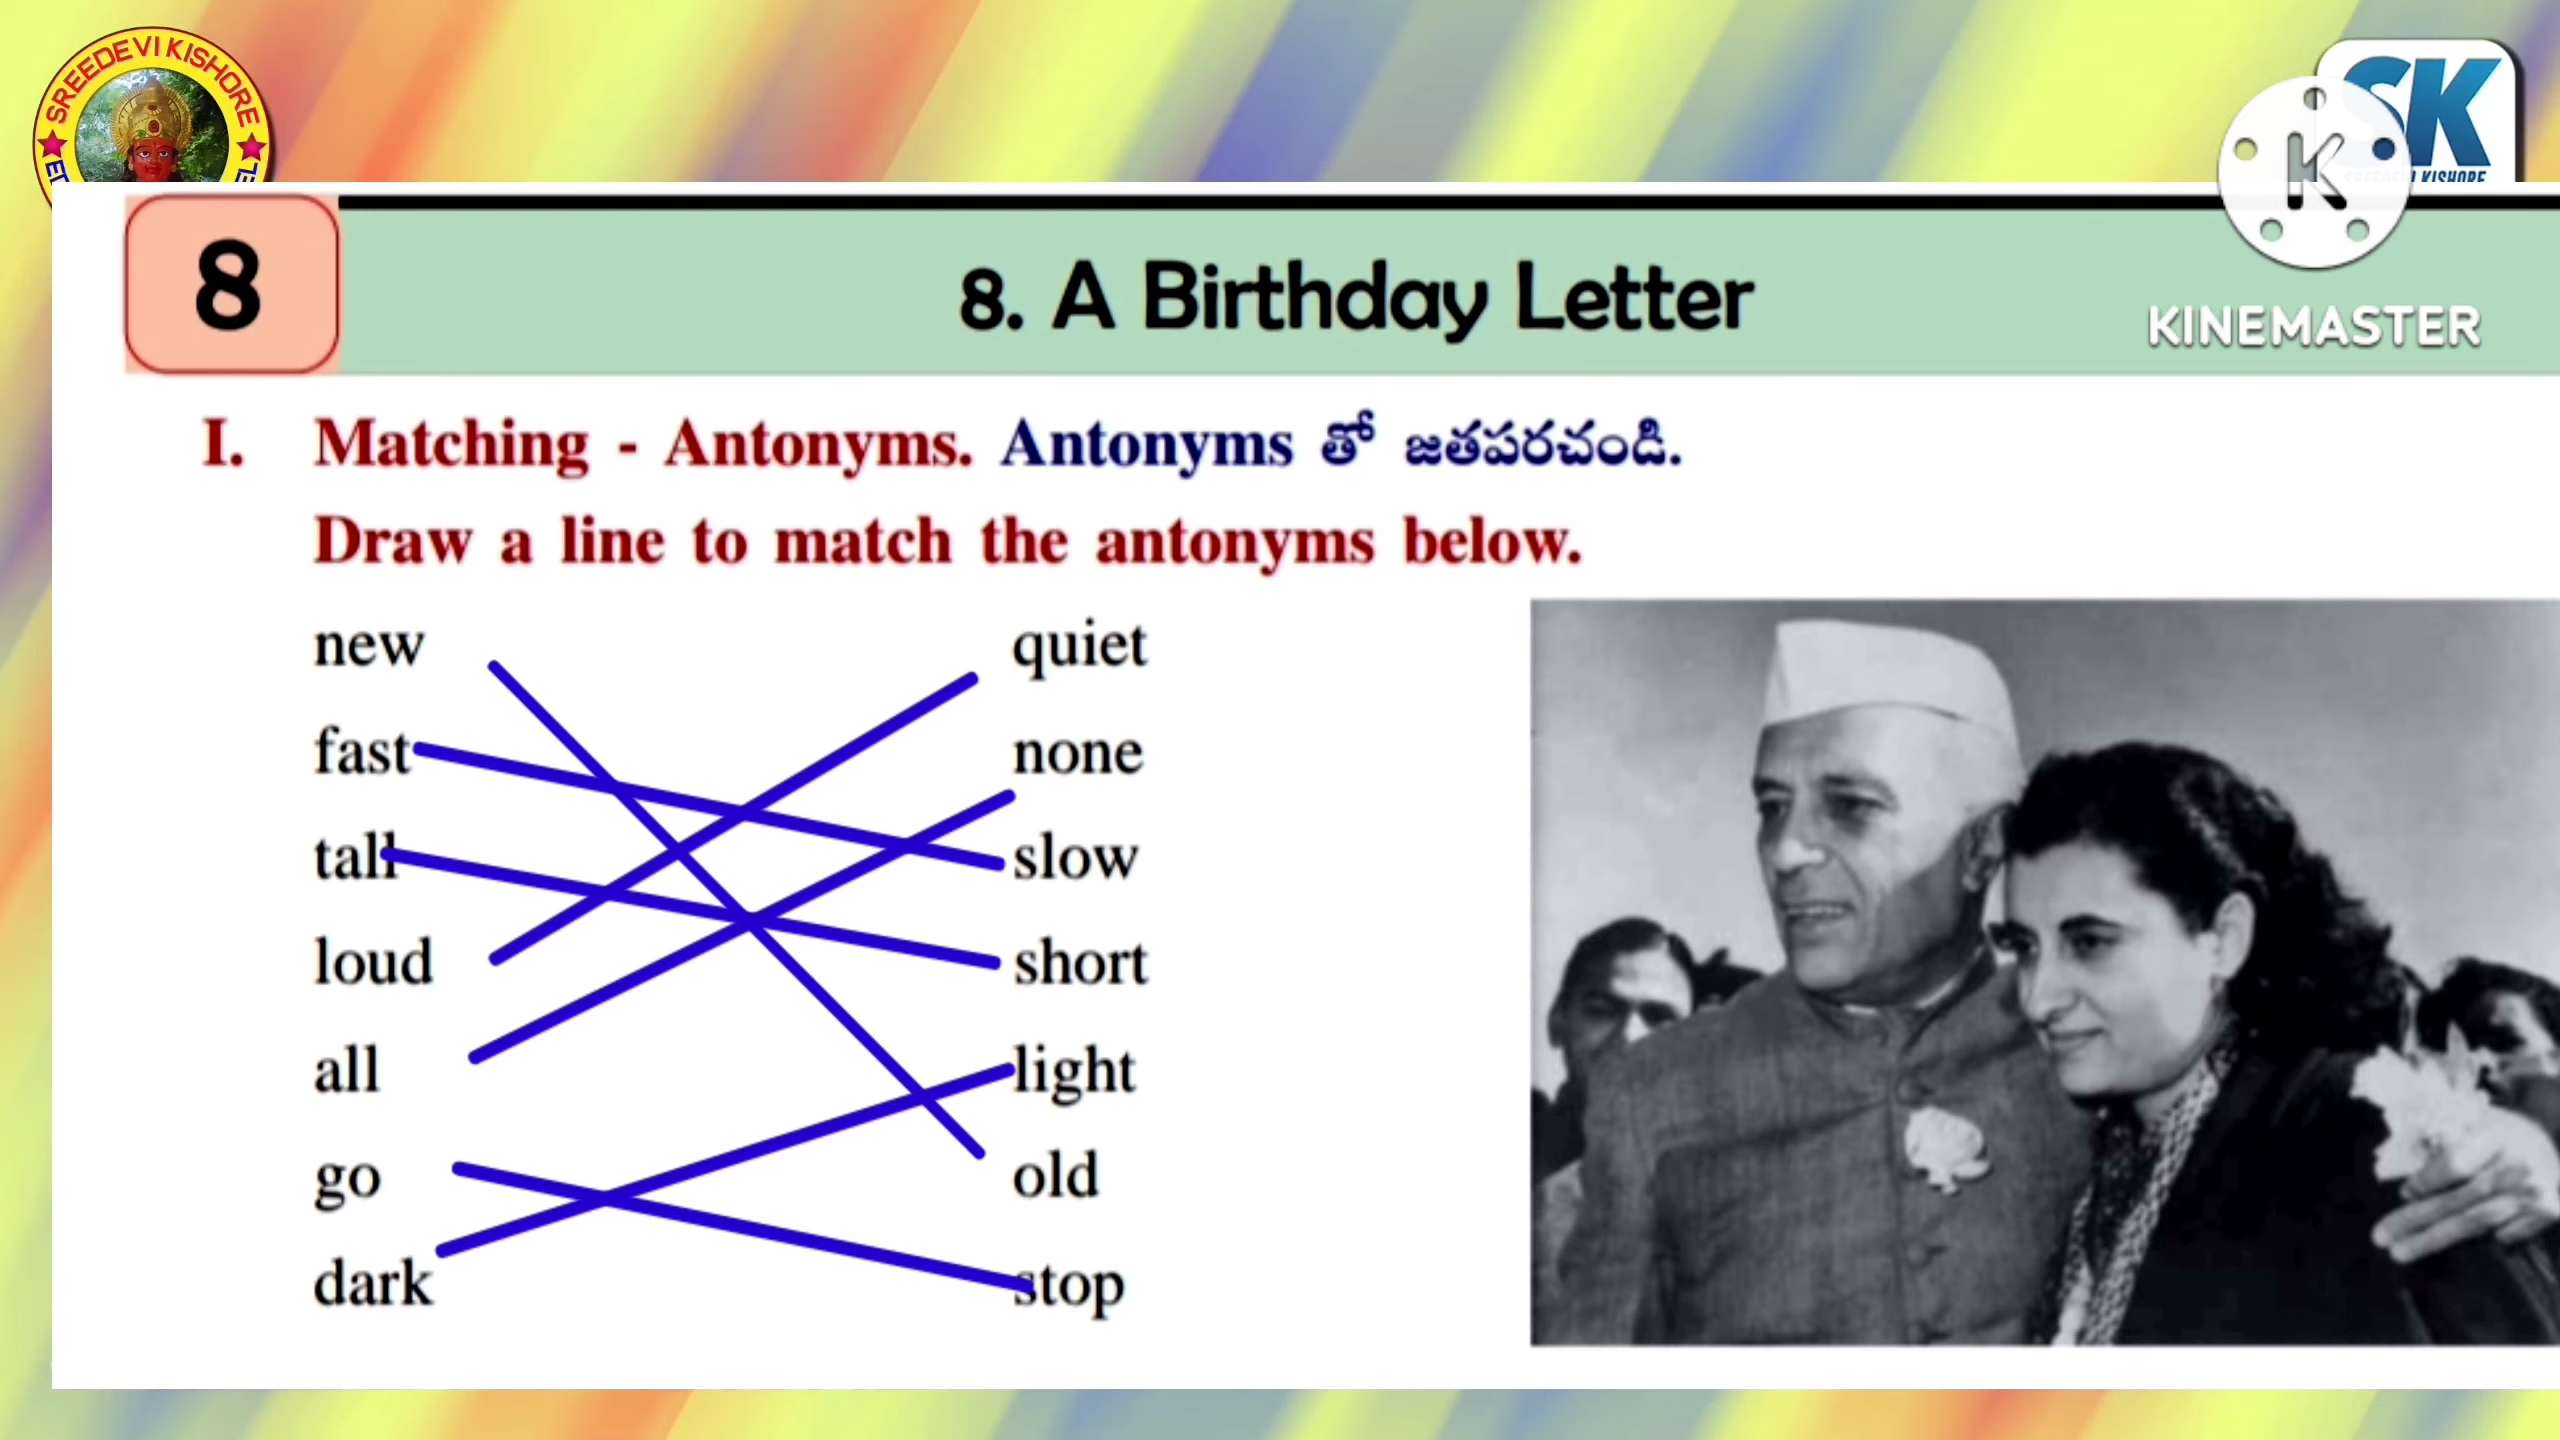 SREEDEVI KISHORE
SK
KINEMASTER
8
8. A Birthday Letter
I. Matching - Antonyms. Antonyms తో జతపరచండి.
Draw a line to match the antonyms below.
new quiet
fast none
tall slow
loud short
all light
go old
dark stop